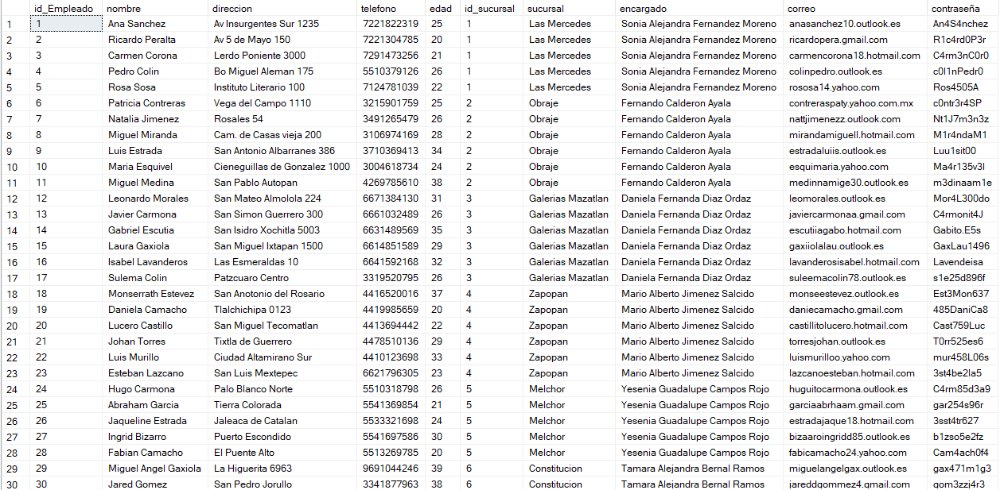 id_Empleado nombre direccion telefono edad id_sucursal sucursal encargado correo contraseña
1 1 Ana Sanchez Av Insurgentes Sur 1235 7221822319 25 1 Las Mercedes Sonia Alejandra Fernandez Moreno anasanchez10.outlook.es An4S4nchez
2 2 Ricardo Peralta Av 5 de Mayo 150 7221304785 20 1 Las Mercedes Sonia Alejandra Fernandez Moreno ricardopera.gmail.com R1c4rd0P3r
3 3 Carmen Corona Lerdo Poniente 3000 7291473256 21 1 Las Mercedes Sonia Alejandra Fernandez Moreno carmencorona18.hotmail.com C4rm3nC0r0
4 4 Pedro Colin Bo Miguel Aleman 175 5510379126 26 1 Las Mercedes Sonia Alejandra Fernandez Moreno colinpedro.outlook.es c0l1nPedr0
5 5 Rosa Sosa Instituto Literario 100 7124781039 22 1 Las Mercedes Sonia Alejandra Fernandez Moreno rososa14.yahoo.com Ros4505A
6 6 Patricia Contreras Vega del Campo 1110 3215901759 25 2 Obraje Fernando Calderon Ayala contreraspaty.yahoo.com.mx c0ntr3r4SP
7 7 Natalia Jimenez Rosales 54 3491265479 26 2 Obraje Fernando Calderon Ayala nattjimenezz.outlook.com Nt1J7m3n3z
8 8 Miguel Miranda Cam. de Casas vieja 200 3106974169 28 2 Obraje Fernando Calderon Ayala mirandamiguell.hotmail.com M1r4ndaM1
9 9 Luis Estrada San Antonio Albarranes 386 3710369413 34 2 Obraje Fernando Calderon Ayala estradaluiis.outlook.es Luu1sit00
10 10 Maria Esquivel Cieneguillas de Gonzalez 1000 3004618734 24 2 Obraje Fernando Calderon Ayala esquimaria.yahoo.com Ma4r135v3l
11 11 Miguel Medina San Pablo Autopan 4269785610 38 2 Obraje Fernando Calderon Ayala medinnamige30.outlook.es m3dinaam1e
12 12 Leonardo Morales San Mateo Almolola 224 6671384130 31 3 Galerias Mazatlan Daniela Fernanda Diaz Ordaz leomorales.outlook.es Mor4L300do
13 13 Javier Carmona San Simon Guerrero 300 6661032489 26 3 Galerias Mazatlan Daniela Fernanda Diaz Ordaz javiercarmonaa.gmail.com C4rmonit4J
14 14 Gabriel Escutia San Isidro Xochitla 5003 6631489569 35 3 Galerias Mazatlan Daniela Fernanda Diaz Ordaz escutiiagabo.hotmail.com Gabito.E5s
15 15 Laura Gaxiola San Miguel Ixtapan 1500 6614851589 29 3 Galerias Mazatlan Daniela Fernanda Diaz Ordaz gaxiiolalau.outlook.es GaxLau1496
16 16 Isabel Lavanderos Las Esmeraldas 10 6641592168 32 3 Galerias Mazatlan Daniela Fernanda Diaz Ordaz lavanderosisabel.hotmail.com Lavendeisa
17 17 Sulema Colin Patzcuaro Centro 3319520795 26 3 Galerias Mazatlan Daniela Fernanda Diaz Ordaz suleemacolin78.outlook.es s1e25d896f
18 18 Monserrath Estevez San Anotonio del Rosario 4416520016 37 4 Zapopan Mario Alberto Jimenez Salcido monseestevez.outlook.es Est3Mon637
19 19 Daniela Camacho Tlalchichipa 0123 4419985659 20 4 Zapopan Mario Alberto Jimenez Salcido daniecamacho.gmail.com 485DaniCa8
20 20 Lucero Castillo San Miguel Tecomatlan 4413694442 22 4 Zapopan Mario Alberto Jimenez Salcido castillitolucero.hotmail.com Cast759Luc
21 21 Johan Torres Tixtla de Guerrero 4478510136 29 4 Zapopan Mario Alberto Jimenez Salcido torresjohan.outlook.es T0rr525es6
22 22 Luis Murillo Ciudad Altamirano Sur 4410123698 33 4 Zapopan Mario Alberto Jimenez Salcido luismurilloo.yahoo.com mur458L06s
23 23 Esteban Lazcano San Luis Mextepec 6621796305 23 4 Zapopan Mario Alberto Jimenez Salcido lazcanoesteban.hotmail.com 3st4be2la5
24 24 Hugo Carmona Palo Blanco Norte 5510318798 26 5 Melchor Yesenia Guadalupe Campos Rojo huguitocarmona.outlook.es C4rm85d3a9
25 25 Abraham Garcia Tierra Colorada 5541369854 21 5 Melchor Yesenia Guadalupe Campos Rojo garciaabrhaam.gmail.com gar254s96r
26 26 Jaqueline Estrada Jaleaca de Catalan 5533321698 24 5 Melchor Yesenia Guadalupe Campos Rojo estradajaque18.hotmail.com 3sst4tr627
27 27 Ingrid Bizarro Puerto Escondido 5541697586 30 5 Melchor Yesenia Guadalupe Campos Rojo bizaaroingridd85.outlook.es b1zso5e2fz
28 28 Fabian Camacho El Puente Alto 5513269785 20 5 Melchor Yesenia Guadalupe Campos Rojo fabicamacho24.yahoo.com Cam4ach0f4
29 29 Miguel Angel Gaxiola La Higuerita 6963 9691044246 39 6 Constitucion Tamara Alejandra Bernal Ramos miguelangelgax.outlook.es gax471m1g3
30 30 Jared Gomez San Pedro Jorullo 3341877963 38 6 Constitucion Tamara Alejandra Bernal Ramos jareddgommez4.gmail.com gom3zzj4r3